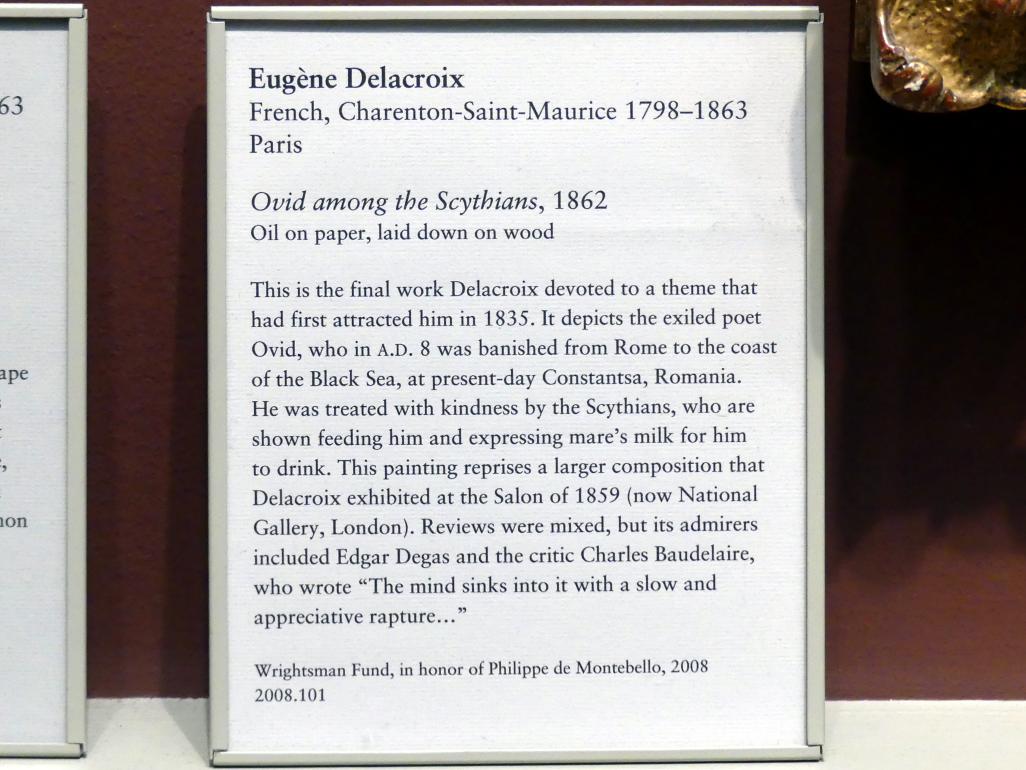 Eugène Delacroix
French, Charenton-Saint-Maurice 1798–1863
Paris
Ovid among the Scythians, 1862
Oil on paper, laid down on wood
This is the final work Delacroix devoted to a theme that
had first attracted him in 1835. It depicts the exiled poet
Ovid, who in A.D. 8 was banished from Rome to the coast
of the Black Sea, at present-day Constantsa, Romania.
He was treated with kindness by the Scythians, who are
shown feeding him and expressing mare's milk for him
to drink. This painting reprises a larger composition that
Delacroix exhibited at the Salon of 1859 (now National
Gallery, London). Reviews were mixed, but its admirers
included Edgar Degas and the critic Charles Baudelaire,
who wrote “The mind sinks into it with a slow and
appreciative rapture...”
Wrightsman Fund, in honor of Philippe de Montebello, 2008
2008.101